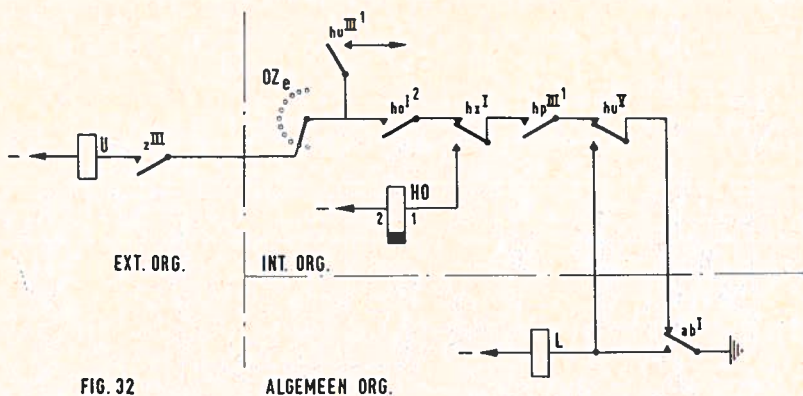 hu III 1
OZe
ho I 2
hx I
hp III 1
hu V
U
z III
HO
2 1
EXT. ORG.
INT. ORG.
ab I
L
FIG. 32
ALGEMEEN ORG.